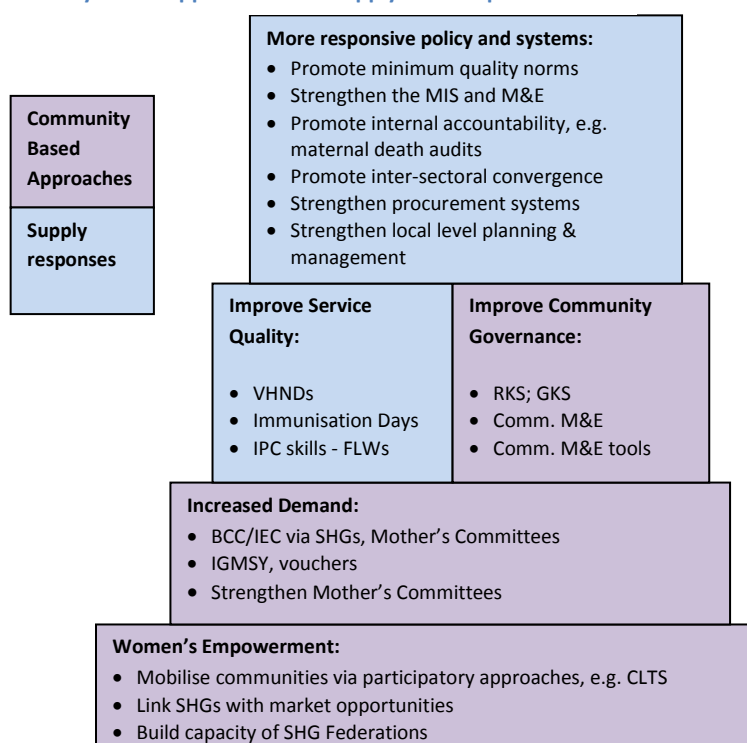 More responsive policy and systems:
• Promote minimum quality norms
• Strengthen the MIS and M&E
• Promote internal accountability, e.g.
maternal death audits
• Promote inter-sectoral convergence
• Strengthen procurement systems
• Strengthen local level planning &
management
Community
Based
Approaches
Supply
responses
Improve Service
Quality:
• VHNDs
• Immunisation Days
• IPC skills - FLWs
Improve Community
Governance:
• RKS; GKS
• Comm. M&E
• Comm. M&E tools
Increased Demand:
• BCC/IEC via SHGs, Mother's Committees
• IGMSY, vouchers
• Strengthen Mother's Committees
Women's Empowerment:
• Mobilise communities via participatory approaches, e.g. CLTS
• Link SHGs with market opportunities
• Build capacity of SHG Federations